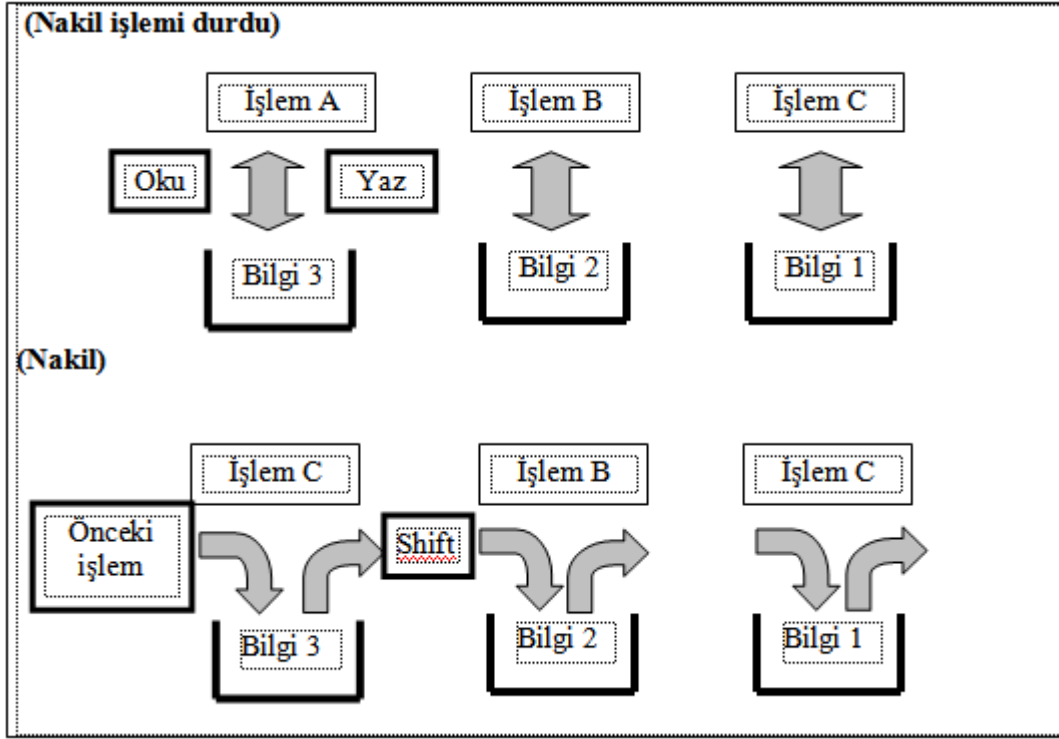 (Nakil işlemi durdu)
İşlem A
İşlem B
İşlem C
Oku
Yaz
Bilgi 3
Bilgi 2
Bilgi 1
(Nakil)
İşlem C
İşlem B
İşlem C
Önceki
işlem
Shift
Bilgi 3
Bilgi 2
Bilgi 1